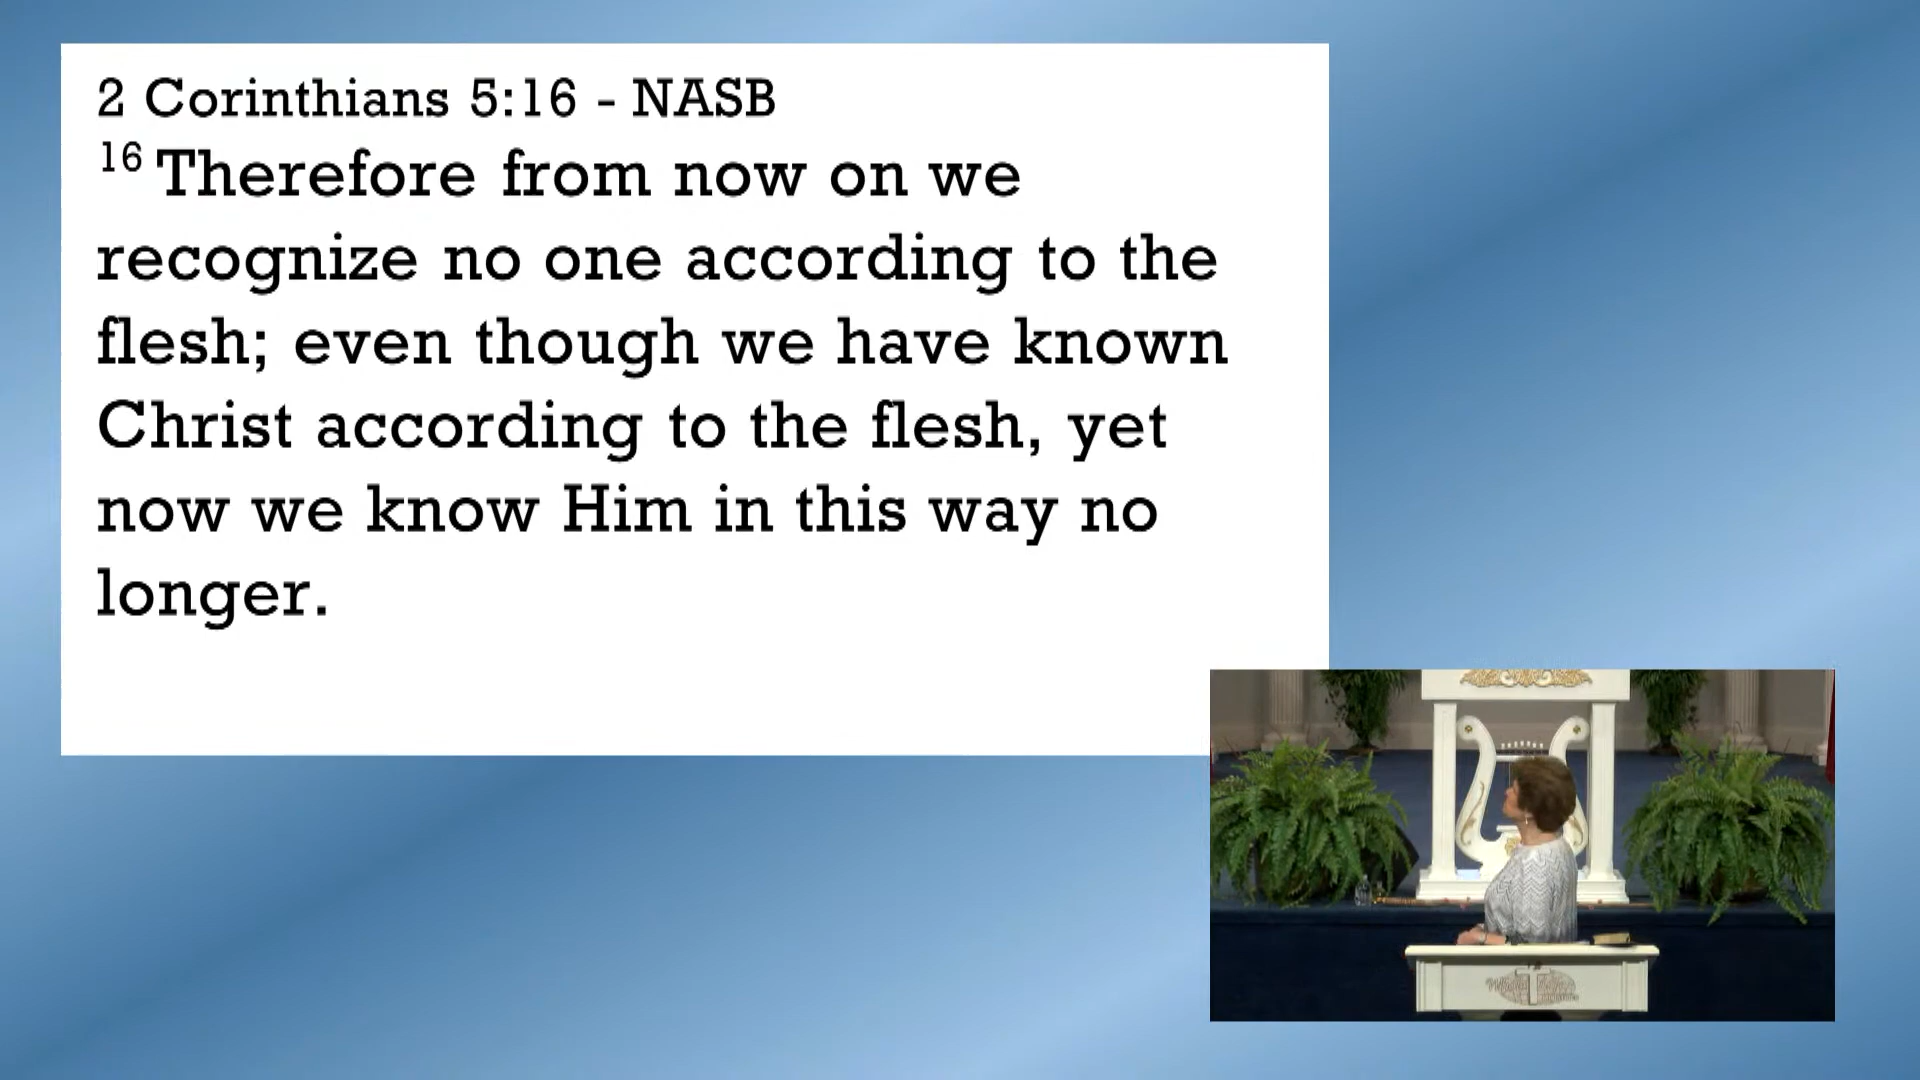 2 Corinthians 5:16 - NASB
16 Therefore from now on we
recognize no one according to the
flesh; even though we have known
Christ according to the flesh, yet
now we know Him in this way no
longer.